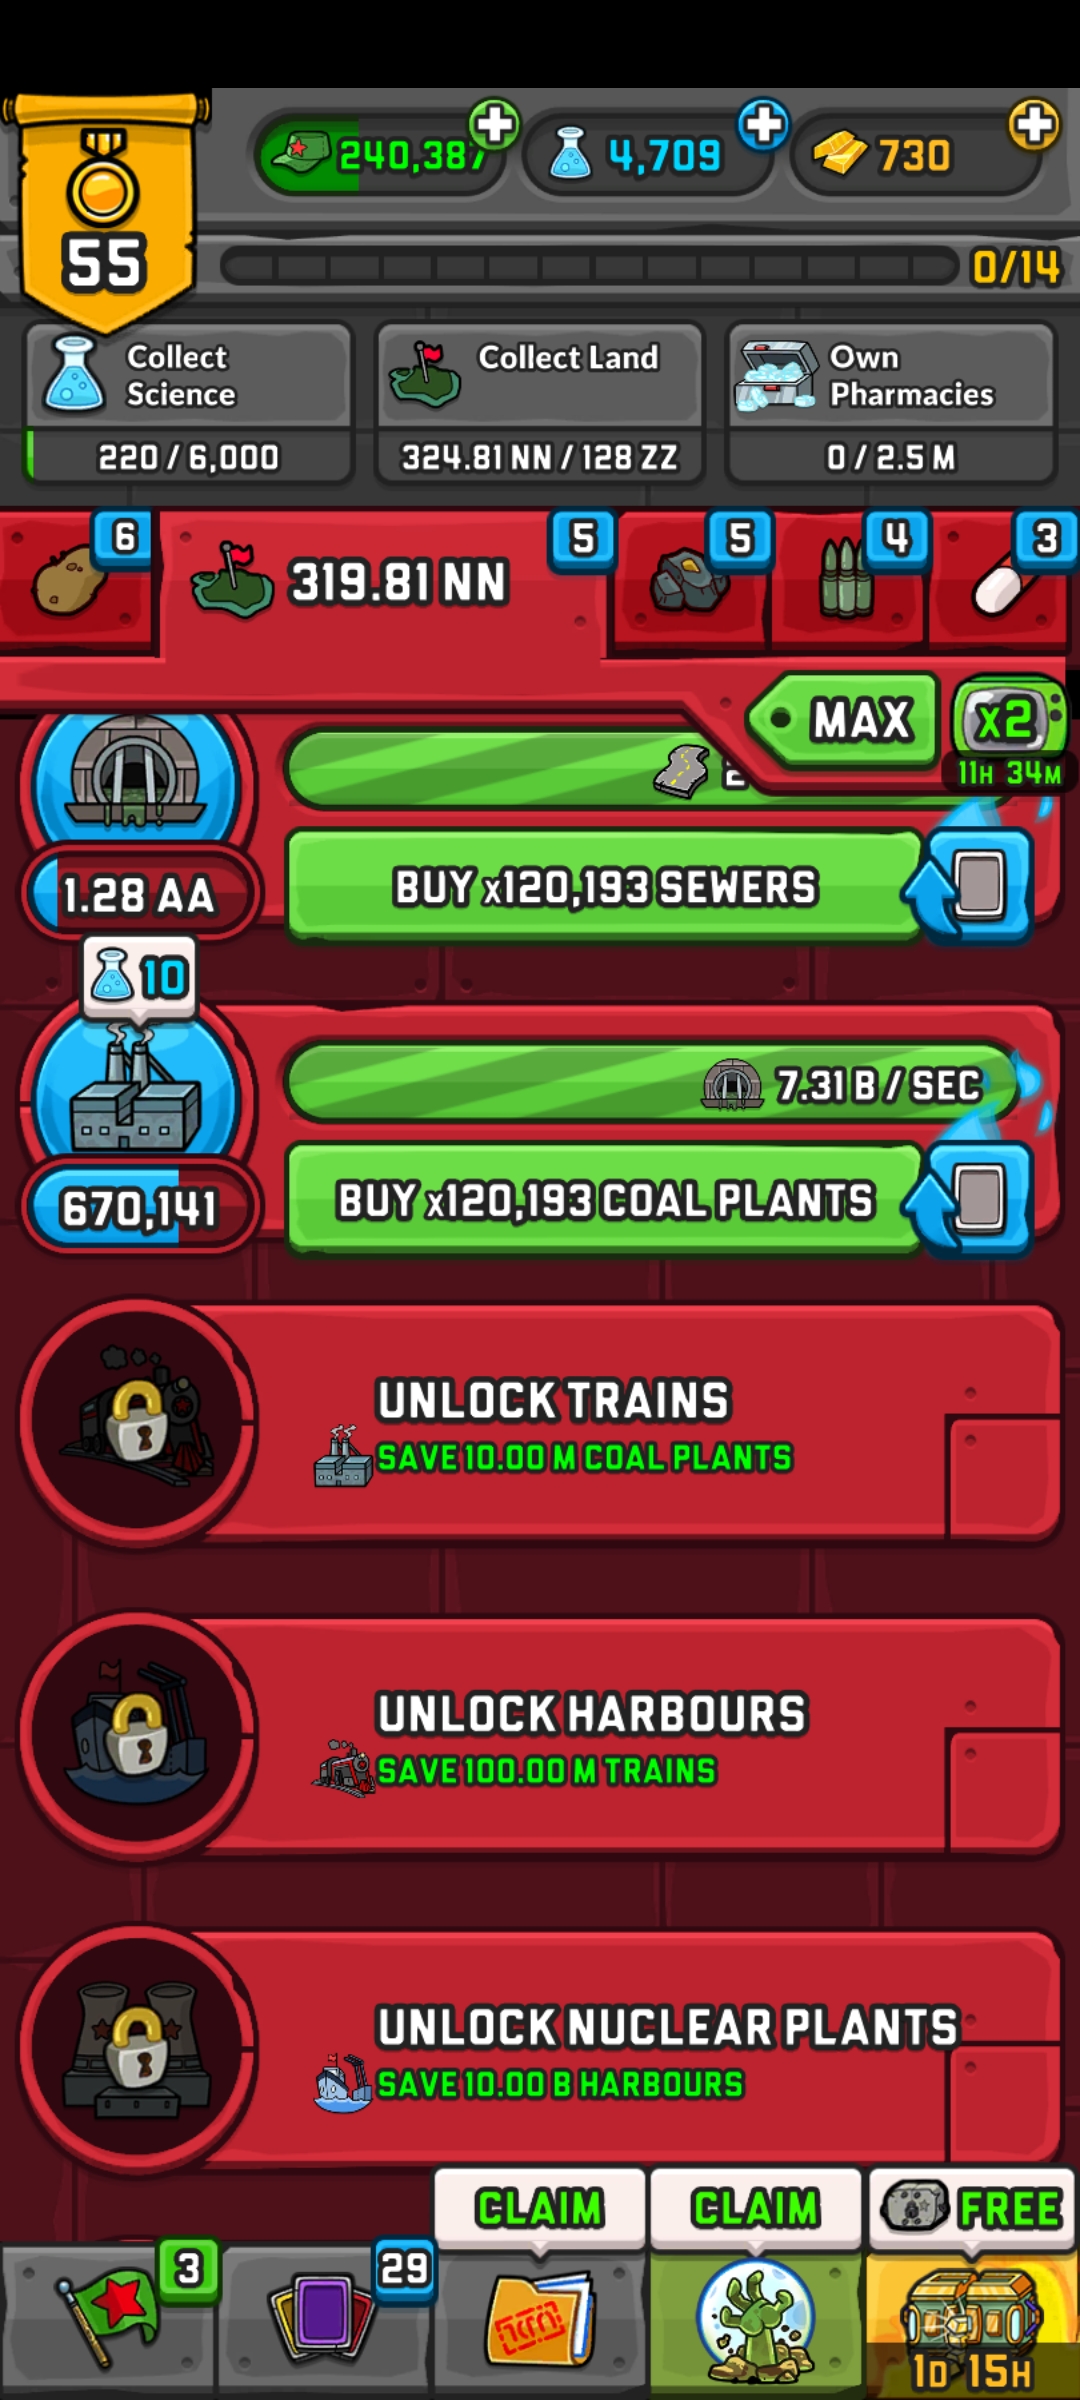 240,387
4,709
730
55
0/14
Collect
Science
220 / 6,000
Collect Land
324.81 NN / 128 ZZ
Own
Pharmacies
0 / 2.5 M
6
319.81 NN
5
5
4
3
MAX
x2
11H 34M
1.28 AA
BUY x120,193 SEWERS
10
7.31 B / SEC
670,141
BUY x120,193 COAL PLANTS
UNLOCK TRAINS
SAVE 10.00 M COAL PLANTS
UNLOCK HARBOURS
SAVE 100.00 M TRAINS
UNLOCK NUCLEAR PLANTS
SAVE 10.00 B HARBOURS
CLAIM
CLAIM
FREE
3
29
1D 15H